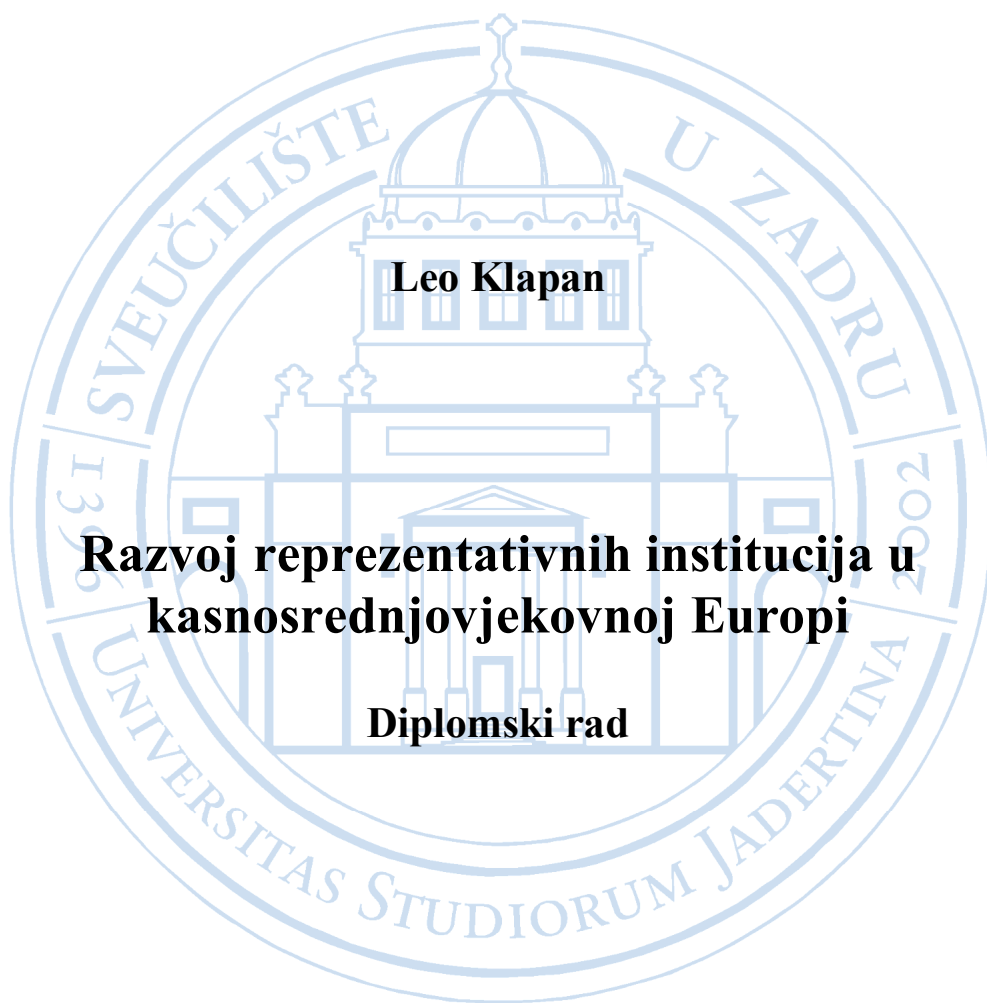 SVEUČILIŠTE U ZADRU
1396
2002
UNIVERSITAS STUDIORUM JADERTINA
Leo Klapan
Razvoj reprezentativnih institucija u
kasnosrednjovjekovnoj Europi
Diplomski rad